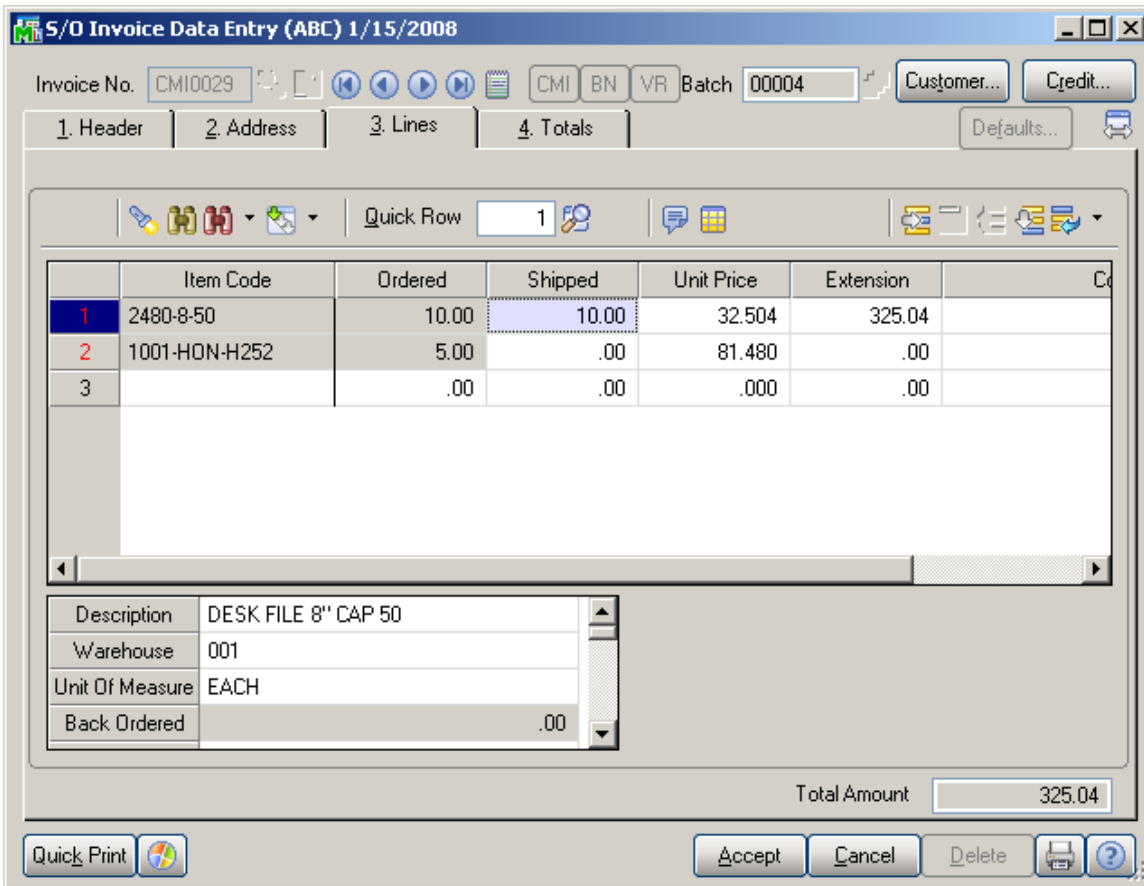 S/O Invoice Data Entry (ABC) 1/15/2008
Invoice No. CMI0029 CMI BN VR Batch 00004 Customer... Credit...
1. Header 2. Address 3. Lines 4. Totals Defaults...
Quick Row 1
Item Code Ordered Shipped Unit Price Extension
1 2480-8-50 10.00 10.00 32.504 325.04
2 1001-HON-H252 5.00 .00 81.480 .00
3 .00 .00 .000 .00
Description DESK FILE 8" CAP 50
Warehouse 001
Unit Of Measure EACH
Back Ordered .00
Total Amount 325.04
Quick Print Accept Cancel Delete